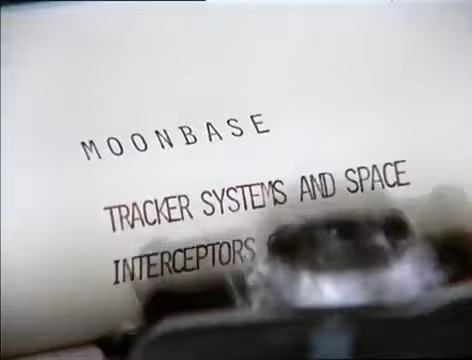 MOONBASE
TRACKER SYSTEMS AND SPACE
INTERCEPTORS